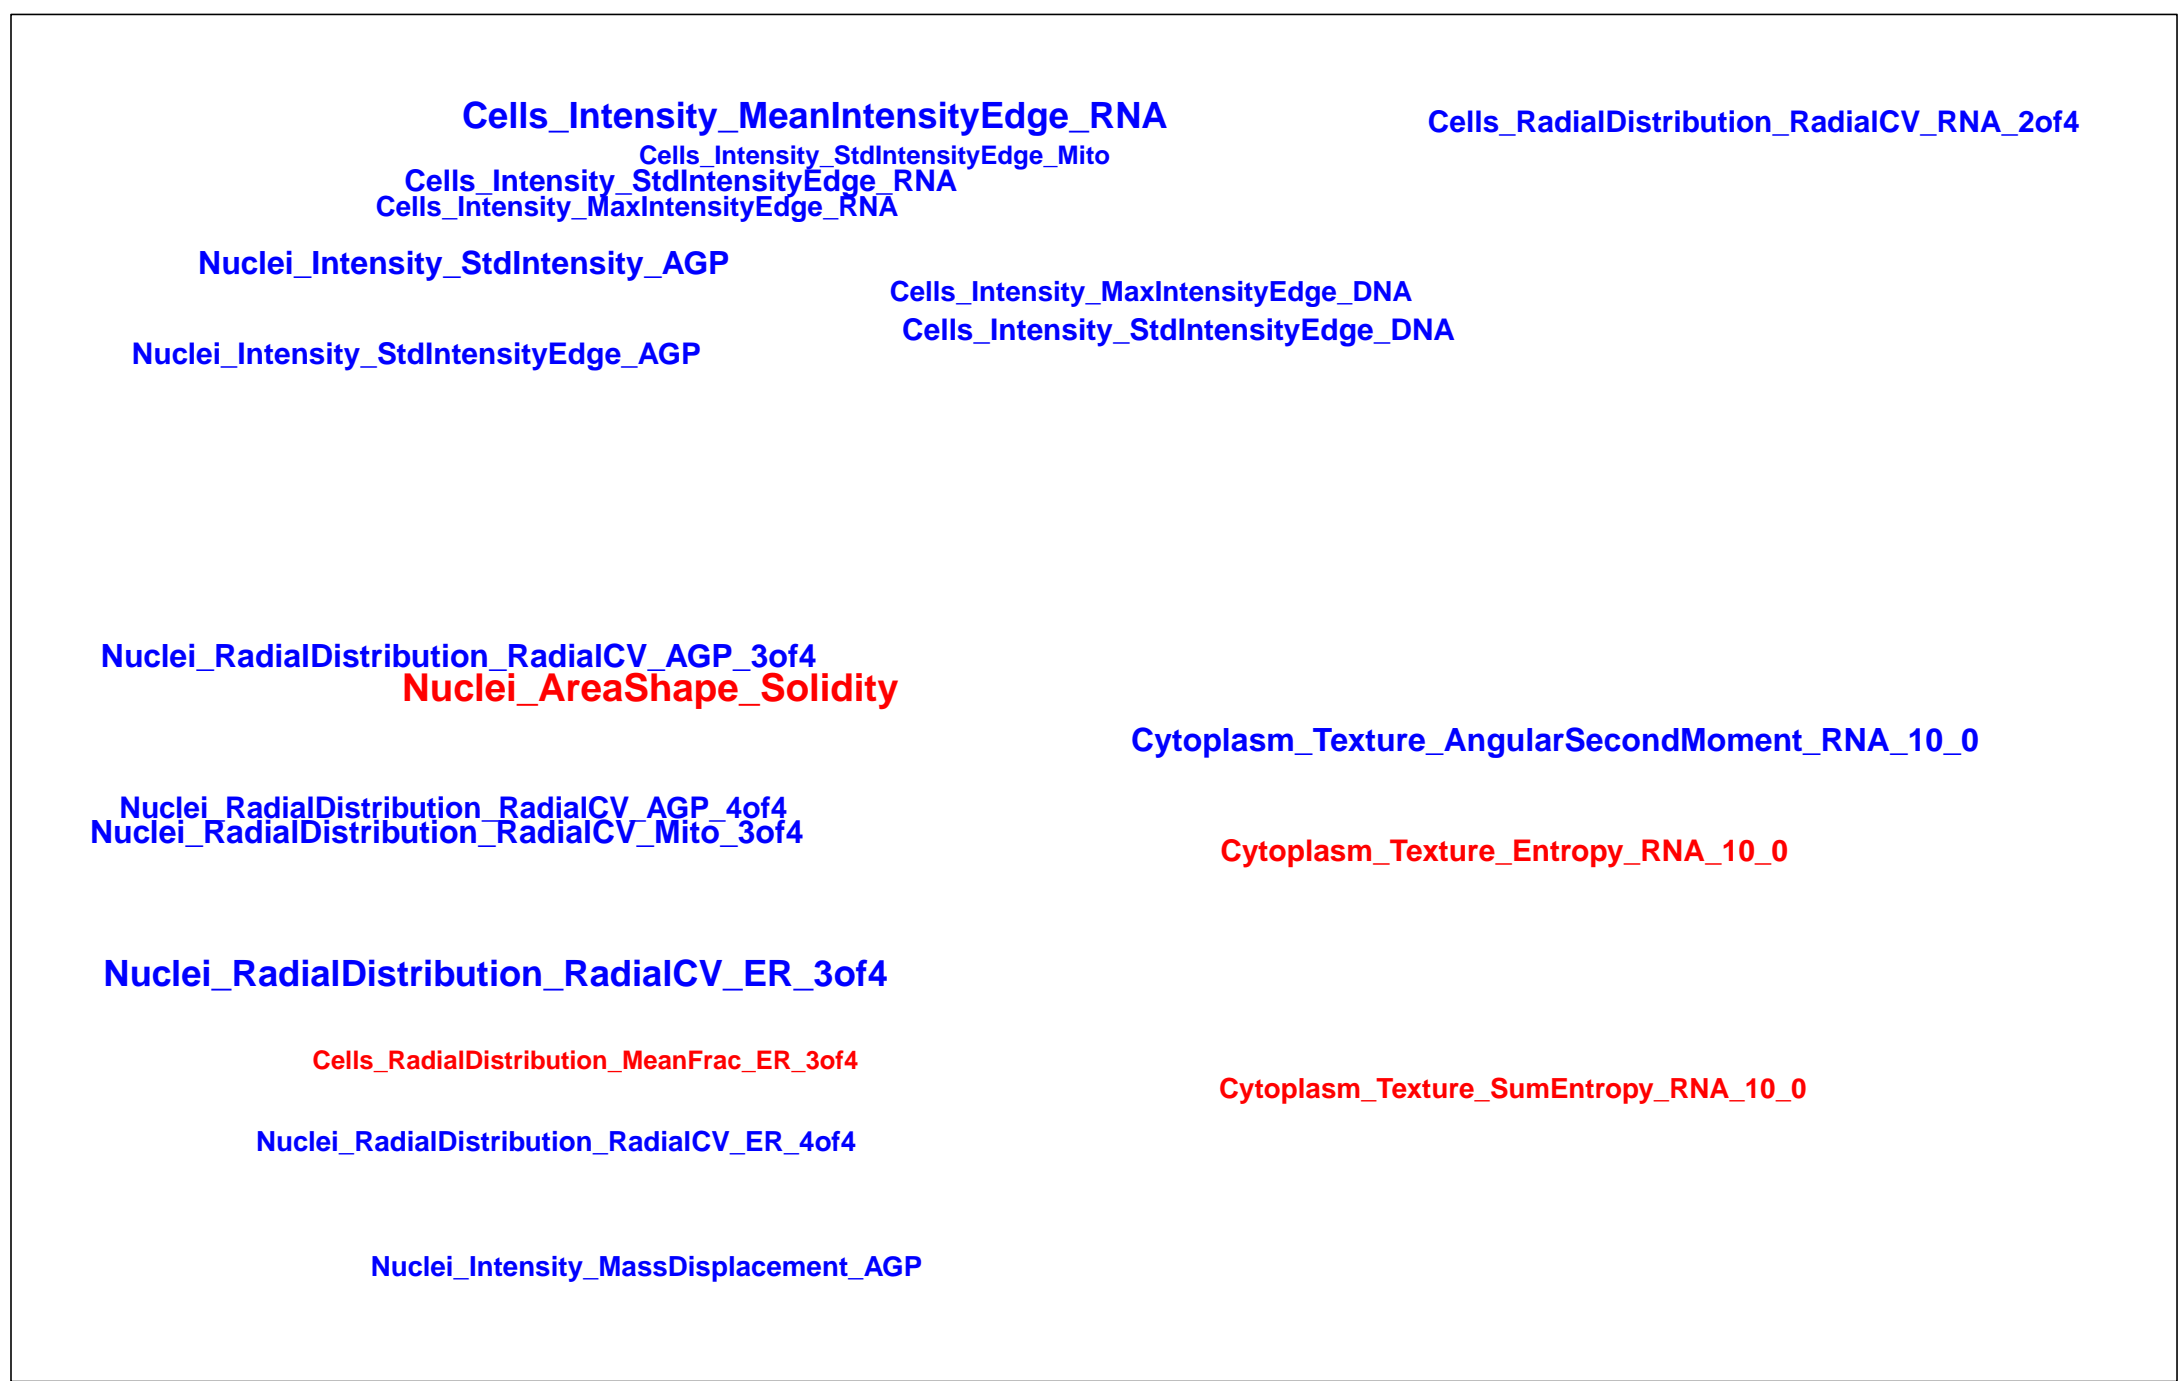 Cells_Intensity_MeanIntensityEdge_RNA
Cells_RadialDistribution_RadialCV_RNA_2of4
Cells_Intensity_StdIntensityEdge_Mito
Cells_Intensity_StdIntensityEdge_RNA
Cells_Intensity_MaxIntensityEdge_RNA
Nuclei_Intensity_StdIntensity_AGP
Cells_Intensity_MaxIntensityEdge_DNA
Cells_Intensity_StdIntensityEdge_DNA
Nuclei_Intensity_StdIntensityEdge_AGP
Nuclei_RadialDistribution_RadialCV_AGP_3of4
Nuclei_AreaShape_Solidity
Cytoplasm_Texture_AngularSecondMoment_RNA_10_0
Nuclei_RadialDistribution_RadialCV_AGP_4of4
Nuclei_RadialDistribution_RadialCV_Mito_3of4
Cytoplasm_Texture_Entropy_RNA_10_0
Nuclei_RadialDistribution_RadialCV_ER_3of4
Cells_RadialDistribution_MeanFrac_ER_3of4
Cytoplasm_Texture_SumEntropy_RNA_10_0
Nuclei_RadialDistribution_RadialCV_ER_4of4
Nuclei_Intensity_MassDisplacement_AGP